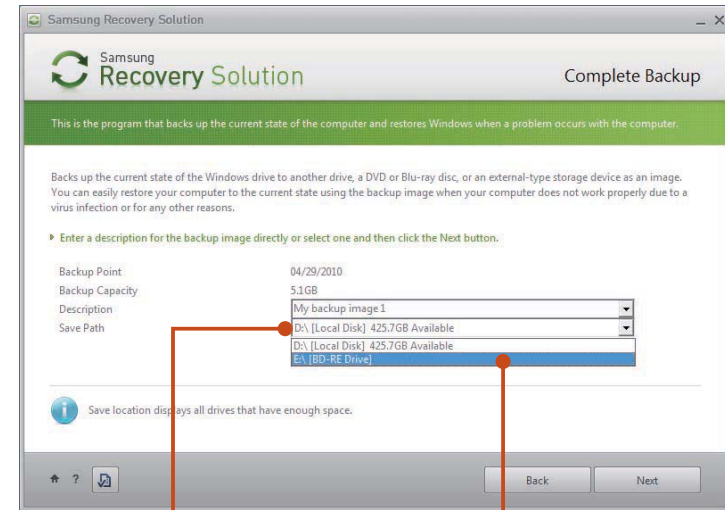 Samsung Recovery Solution
Samsung
Recovery Solution
Complete Backup
This is the program that backs up the current state of the computer and restores Windows when a problem occurs with the computer.
Backs up the current state of the Windows drive to another drive, a DVD or Blu-ray disc, or an external-type storage device as an image.
You can easily restore your computer to the current state using the backup image when your computer does not work properly due to a
virus infection or for any other reasons.
Enter a description for the backup image directly or select one and then click the Next button.
Backup Point 04/29/2010
Backup Capacity 5.1GB
Description My backup image 1
Save Path D:\ [Local Disk] 425.7GB Available
D:\ [Local Disk] 425.7GB Available
E:\ [BD-RE Drive]
Save location displays all drives that have enough space.
? Back Next